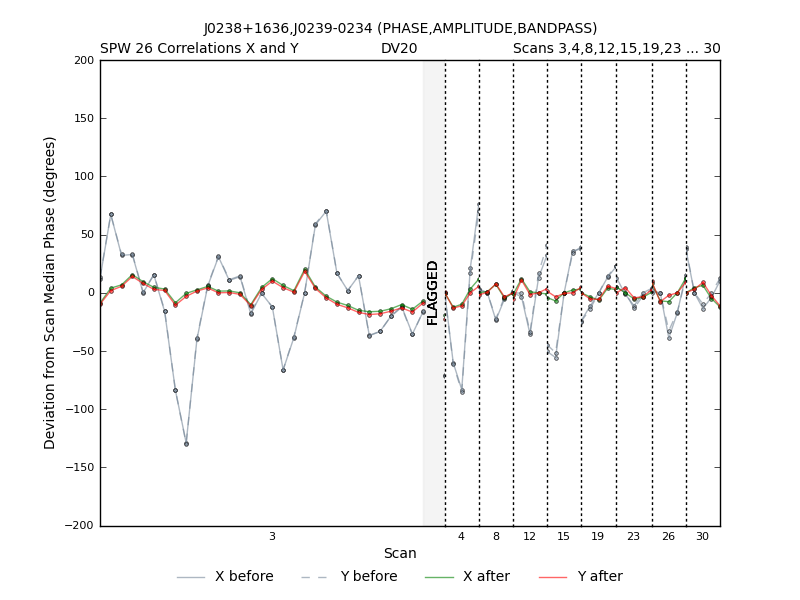 J0238+1636,J0239-0234 (PHASE,AMPLITUDE,BANDPASS)
SPW 26 Correlations X and Y DV20 Scans 3,4,8,12,15,19,23 ... 30
200
150
100
50
0
−50
−100
−150
−200
Deviation from Scan Median Phase (degrees)
FLAGGED
3 4 8 12 15 19 23 26 30
Scan
X before Y before X after Y after